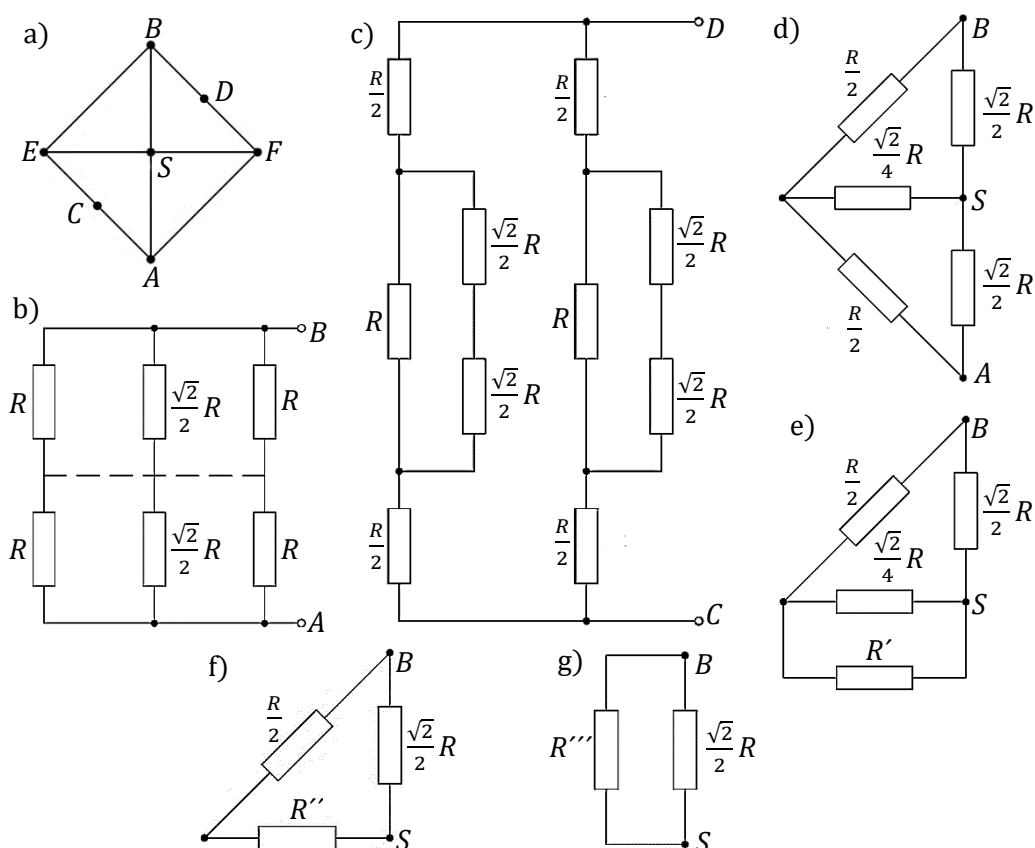 a)
B
D
E
S
F
C
A
b)
B
R
√2/2 R
R
R
√2/2 R
R
A
c)
D
R/2
R/2
√2/2 R
√2/2 R
R
R
√2/2 R
√2/2 R
R/2
R/2
C
d)
B
R/2
√2/2 R
√2/4 R
S
R/2
√2/2 R
A
e)
B
R/2
√2/2 R
√2/4 R
S
R′
f)
B
R/2
√2/2 R
R′′
S
g)
B
R′′′
√2/2 R
S